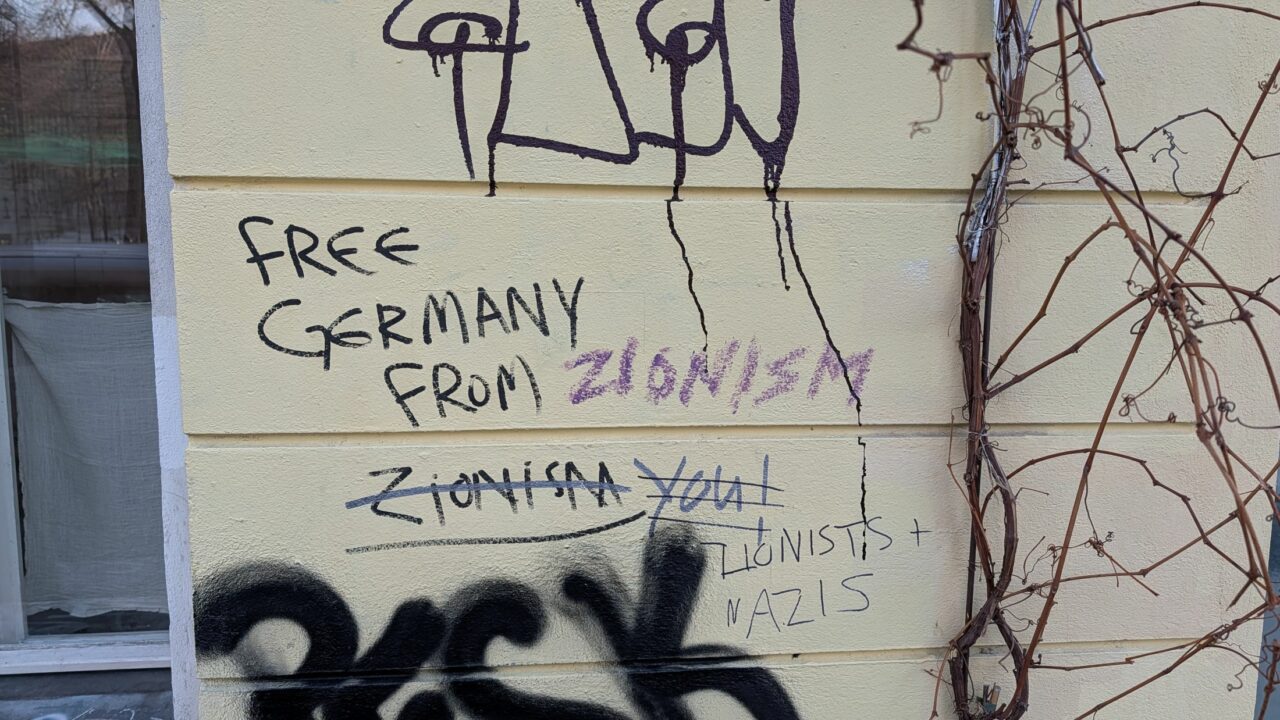 FREE
GERMANY
FROM ZIONISM
ZIONISM YOU!
ZIONISTS +
NAZIS